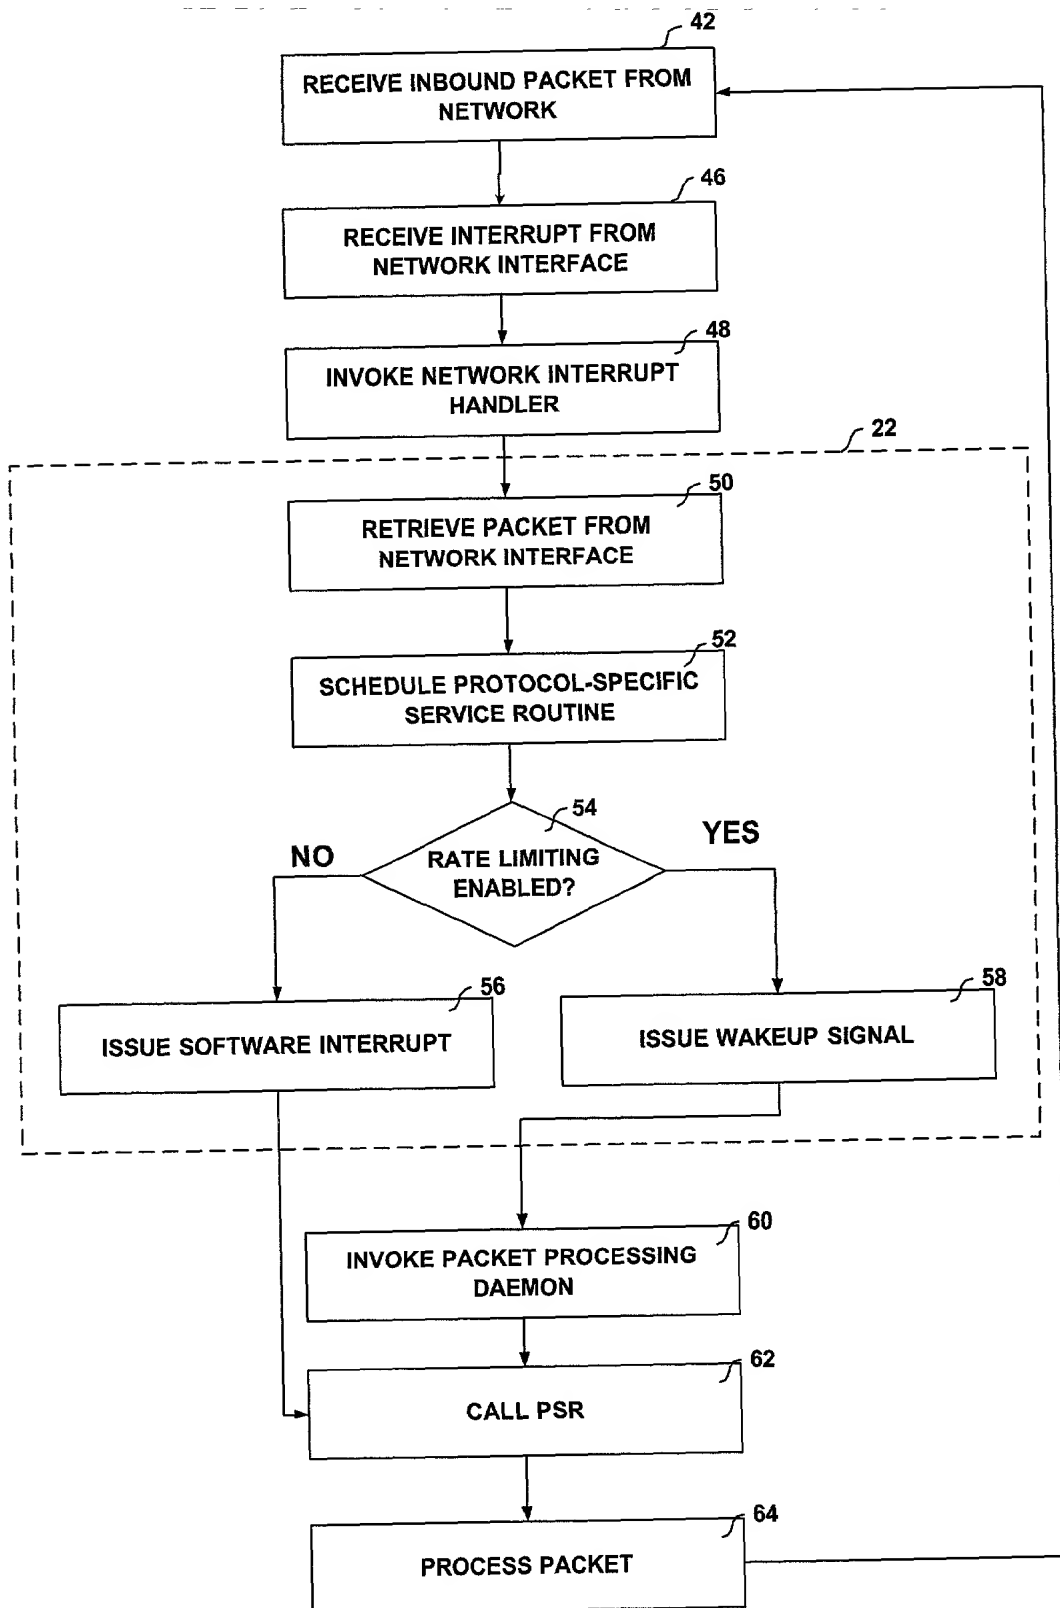 42
RECEIVE INBOUND PACKET FROM
NETWORK
46
RECEIVE INTERRUPT FROM
NETWORK INTERFACE
48
INVOKE NETWORK INTERRUPT
HANDLER
22
50
RETRIEVE PACKET FROM
NETWORK INTERFACE
52
SCHEDULE PROTOCOL-SPECIFIC
SERVICE ROUTINE
54
NO
YES
RATE LIMITING
ENABLED?
56
ISSUE SOFTWARE INTERRUPT
58
ISSUE WAKEUP SIGNAL
60
INVOKE PACKET PROCESSING
DAEMON
62
CALL PSR
64
PROCESS PACKET